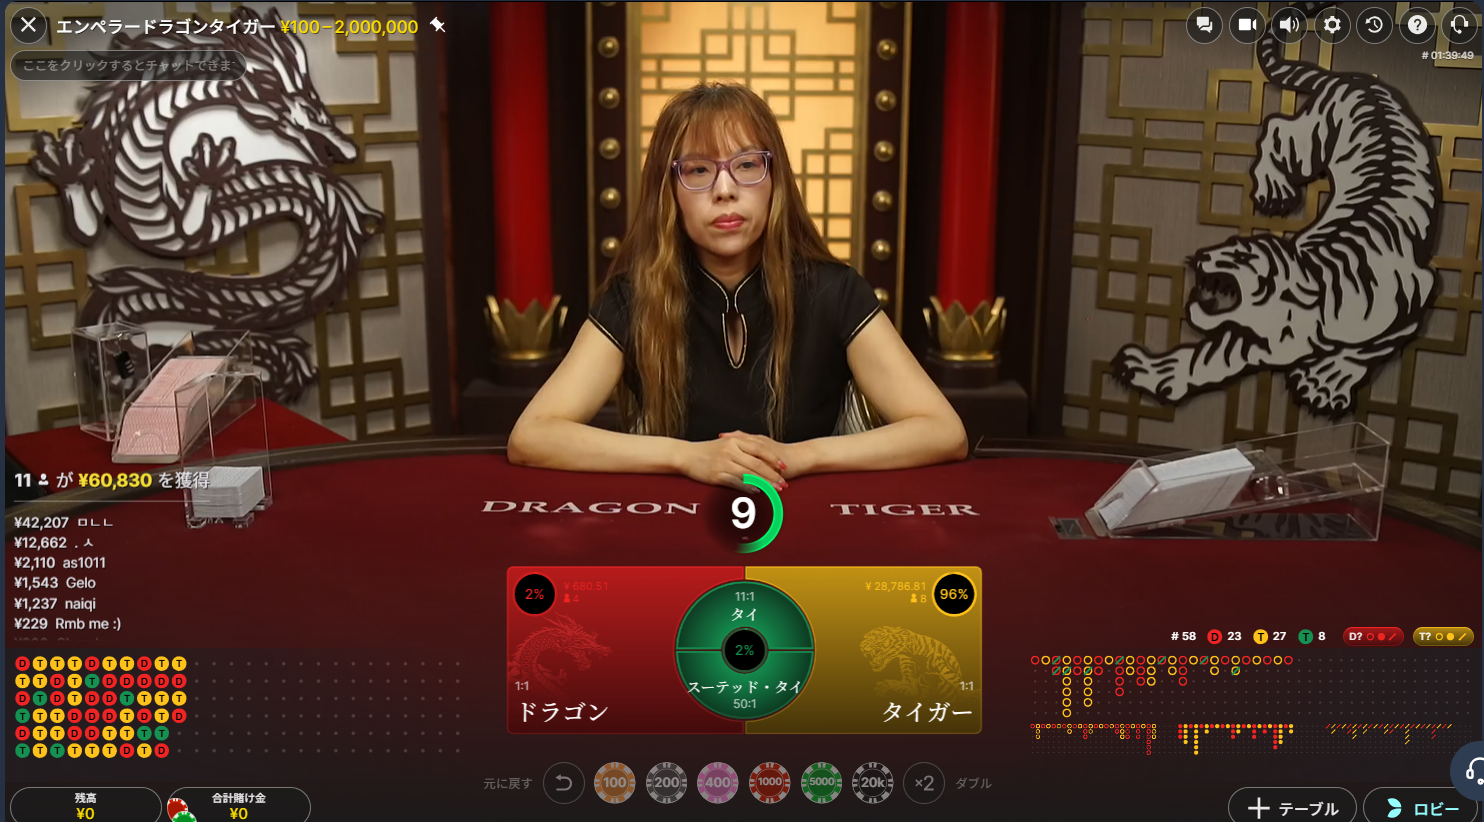 エンペラードラゴンタイガー ¥100–2,000,000
ここをクリックするとチャットできます
# 01:39:49
11 が ¥60,830 を獲得
¥42,207 ㅁㄴㄴ
¥12,662 . ㅅ
¥2,110 as1011
¥1,543 Gelo
¥1,237 naiqi
¥229 Rmb me :)
DRAGON 9 TIGER
2% ¥ 680.51
4
11:1
タイ
¥ 28,786.81 96%
8
2%
スーテッド・タイ
50:1
1:1
ドラゴン
1:1
タイガー
# 58 D 23 T 27 T 8 D? T?
D T T T D T T D T T
T T D T T D D D D D
D T D D D D T T T T
T T T D D D T D T D
D T T D D T T T T
T T T T T T D T D
元に戻す 100 200 400 1000 5000 20k ×2 ダブル
残高
¥0
合計賭け金
¥0
テーブル
ロビー